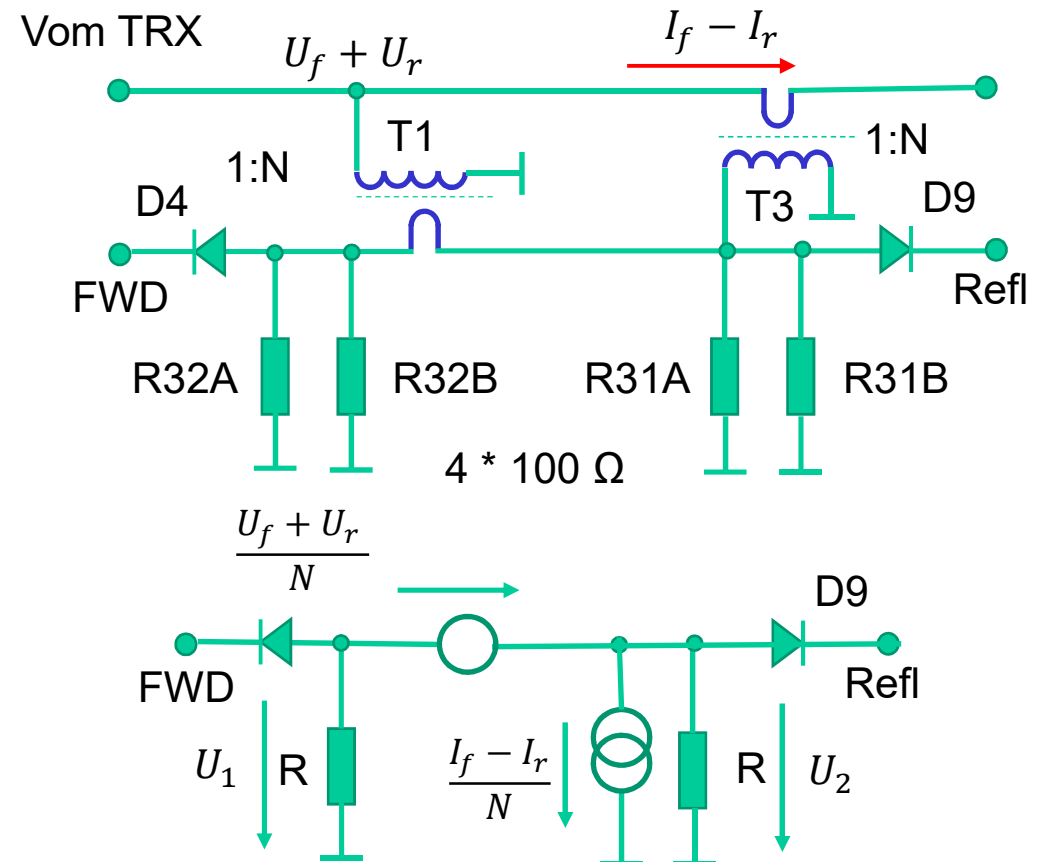 Vom TRX
U_f + U_r
I_f − I_r
T1
1:N
1:N
D4
T3
D9
FWD
Refl
R32A
R32B
R31A
R31B
4 * 100 Ω
U_f + U_r
N
D9
FWD
Refl
U_1
R
I_f − I_r
N
R
U_2